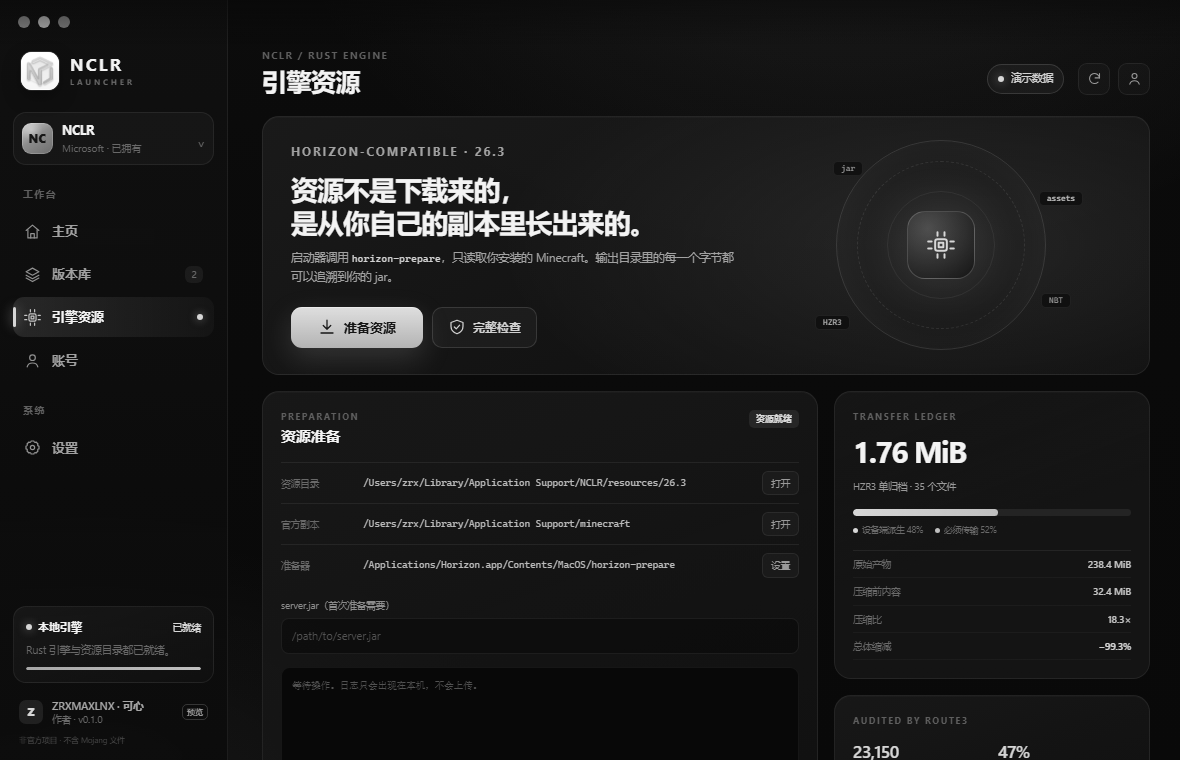 NCLR
LAUNCHER
NC
NCLR
Microsoft · 已拥有
工作台
主页
版本库
2
引擎资源
账号
系统
设置
本地引擎
已就绪
Rust 引擎与资源目录都已就绪。
Z
ZRXMAXLNX · 可心
作者 · v0.1.0
预览
非官方项目 · 不含 Mojang 文件
NCLR / RUST ENGINE
引擎资源
演示数据
HORIZON-COMPATIBLE · 26.3
资源不是下载来的，
是从你自己的副本里长出来的。
启动器调用 horizon-prepare，只读取你安装的 Minecraft。输出目录里的每一个字节都
可以追溯到你的 jar。
准备资源
完整检查
jar
assets
NBT
HZR3
PREPARATION
资源准备
资源就绪
资源目录
/Users/zrx/Library/Application Support/NCLR/resources/26.3
打开
官方副本
/Users/zrx/Library/Application Support/minecraft
打开
准备器
/Applications/Horizon.app/Contents/MacOS/horizon-prepare
设置
server.jar（首次准备需要）
/path/to/server.jar
等待操作。日志只会出现在本机，不会上传。
TRANSFER LEDGER
1.76 MiB
HZR3 单归档 · 35 个文件
设备端派生 48%
必须传输 52%
原始产物
238.4 MiB
压缩前内容
32.4 MiB
压缩比
18.3×
总体缩减
−99.3%
AUDITED BY ROUTE3
23,150
47%